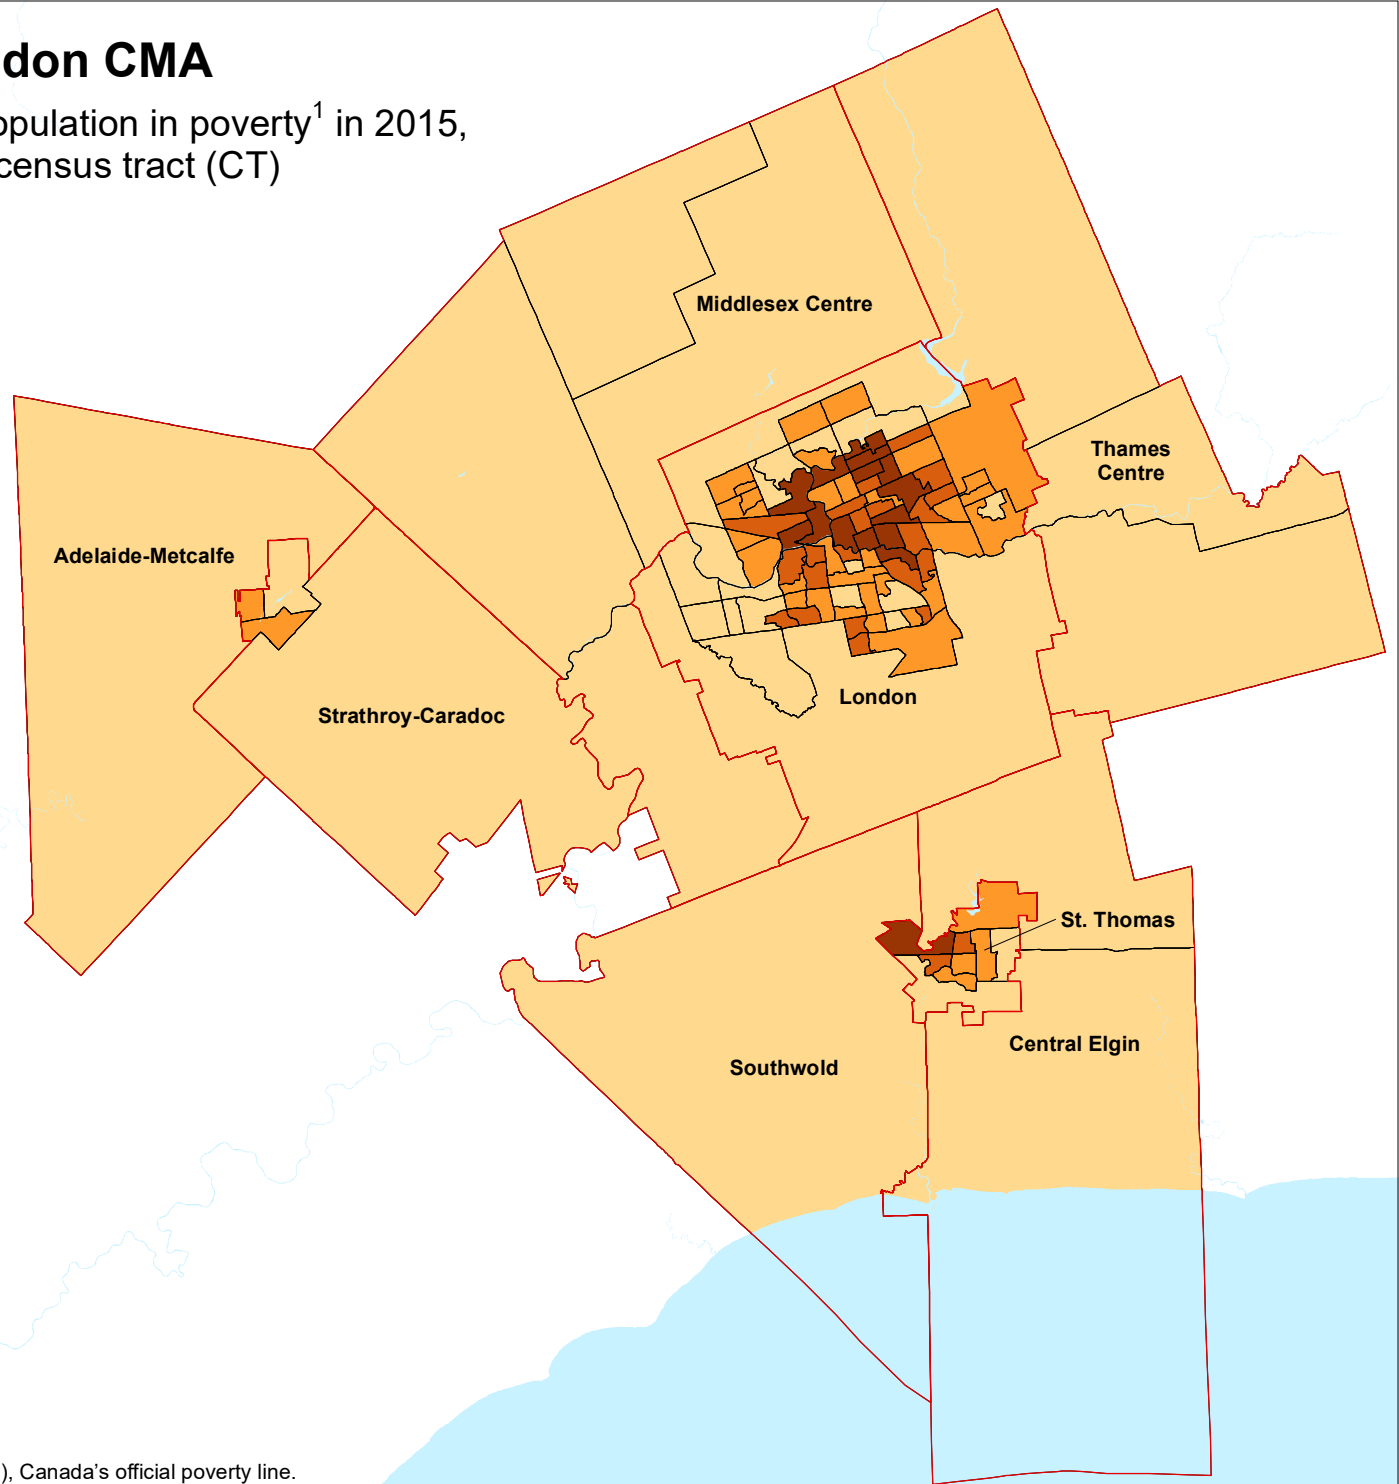 don CMA
opulation in poverty1 in 2015,
census tract (CT)
Middlesex Centre
Thames
Centre
Adelaide-Metcalfe
Strathroy-Caradoc
London
St. Thomas
Central Elgin
Southwold
), Canada's official poverty line.